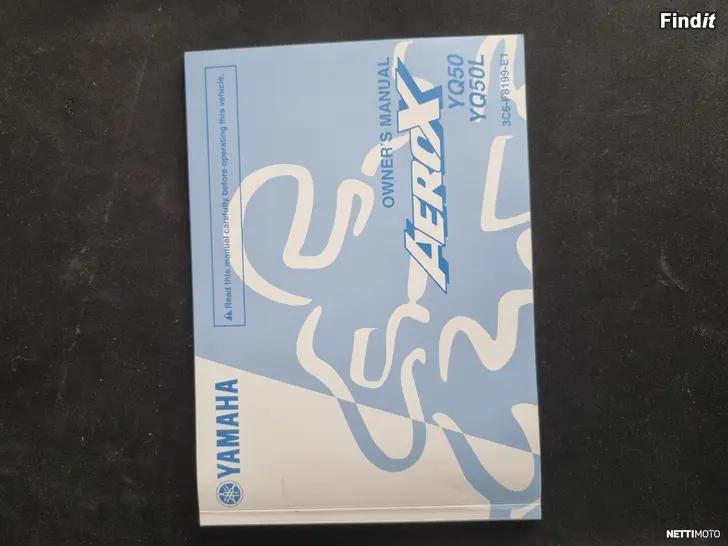 Findit
⚠ Read this manual carefully before operating this vehicle.
OWNER'S MANUAL
AEROX
YQ50
YQ50L
3C6-F8199-E1
YAMAHA
NETTIMOTO